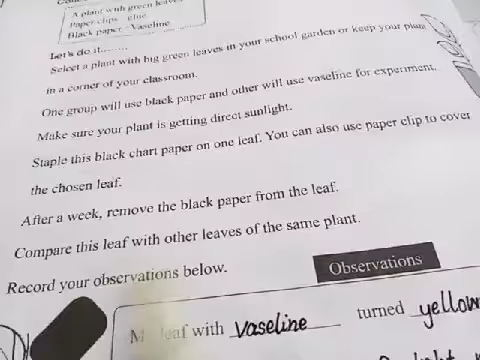 A plant with green leaves
Paper clips glue
Black paper Vaseline
Let's do it........
Select a plant with big green leaves in your school garden or keep your plant
in a corner of your classroom.
One group will use black paper and other will use vaseline for experiment.
Make sure your plant is getting direct sunlight.
Staple this black chart paper on one leaf. You can also use paper clip to cover
the chosen leaf.
After a week, remove the black paper from the leaf.
Compare this leaf with other leaves of the same plant.
Record your observations below.
Observations
leaf with vaseline turned yellow